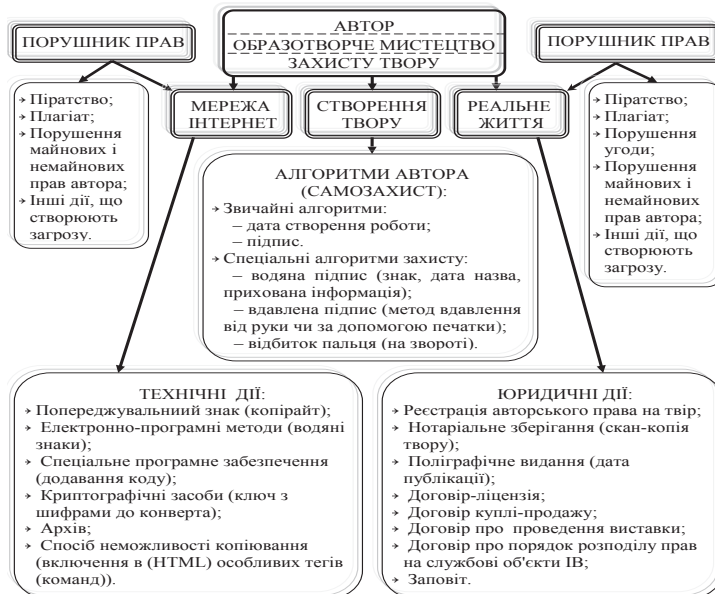 АВТОР
ОБРАЗОТВОРЧЕ МИСТЕЦТВО
ЗАХИСТУ ТВОРУ
ПОРУШНИК ПРАВ
ПОРУШНИК ПРАВ
МЕРЕЖА
ІНТЕРНЕТ
СТВОРЕННЯ
ТВОРУ
РЕАЛЬНЕ
ЖИТТЯ
Піратство;
Плагіат;
Порушення
майнових і
немайнових
прав автора;
Інші дії, що
створюють
загрозу.
АЛГОРИТМИ АВТОРА
(САМОЗАХИСТ):
Звичайні алгоритми:
– дата створення роботи;
– підпис.
Спеціальні алгоритми захисту:
– водяна підпис (знак, дата назва,
прихована інформація);
– вдавлена підпис (метод вдавлення
від руки чи за допомогою печатки);
– відбиток пальця (на звороті).
Піратство;
Плагіат;
Порушення
угоди;
Порушення
майнових і
немайнових
прав автора;
Інші дії, що
створюють
загрозу.
ТЕХНІЧНІ ДІЇ:
Попереджувальниий знак (копірайт);
Електронно-програмні методи (водяні
знаки);
Спеціальне програмне забезпечення
(додавання коду);
Криптографічні засоби (ключ з
шифрами до конверта);
Архів;
Спосіб неможливості копіювання
(включення в (HTML) особливих тегів
(команд)).
ЮРИДИЧНІ ДІЇ:
Реєстрація авторського права на твір;
Нотаріальне зберігання (скан-копія
твору);
Поліграфічне видання (дата
публікації);
Договір-ліцензія;
Договір куплі-продажу;
Договір про проведення виставки;
Договір про порядок розподілу прав
на службові об'єкти ІВ;
Заповіт.